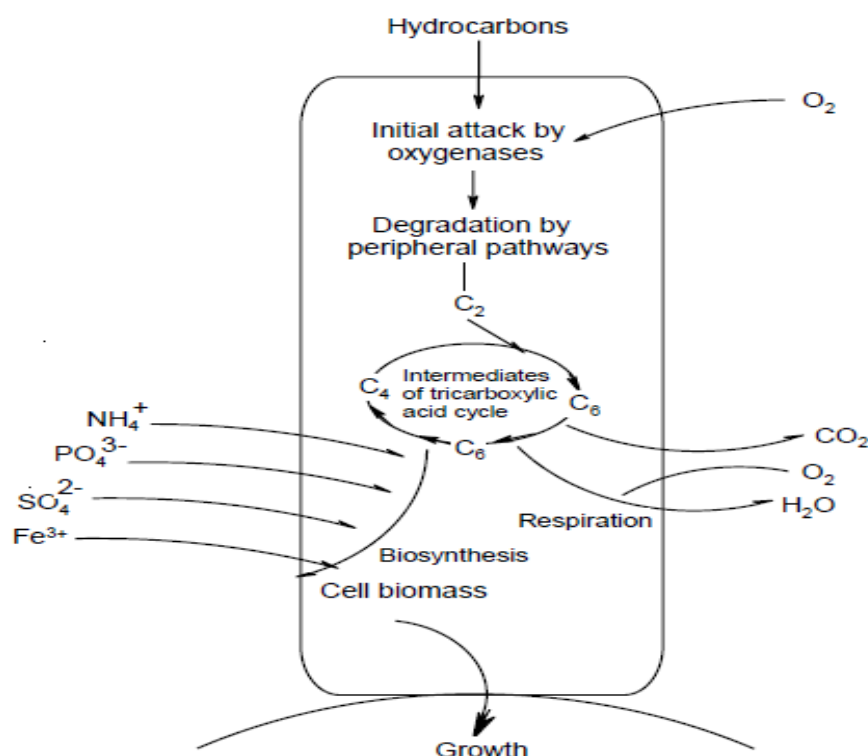 Hydrocarbons
O₂
Initial attack by
oxygenases
Degradation by
peripheral pathways
C₂
C₄
Intermediates
of tricarboxylic
acid cycle
C₆
C₆
NH₄⁺
PO₄³⁻
SO₄²⁻
Fe³⁺
CO₂
O₂
H₂O
Respiration
Biosynthesis
Cell biomass
Growth